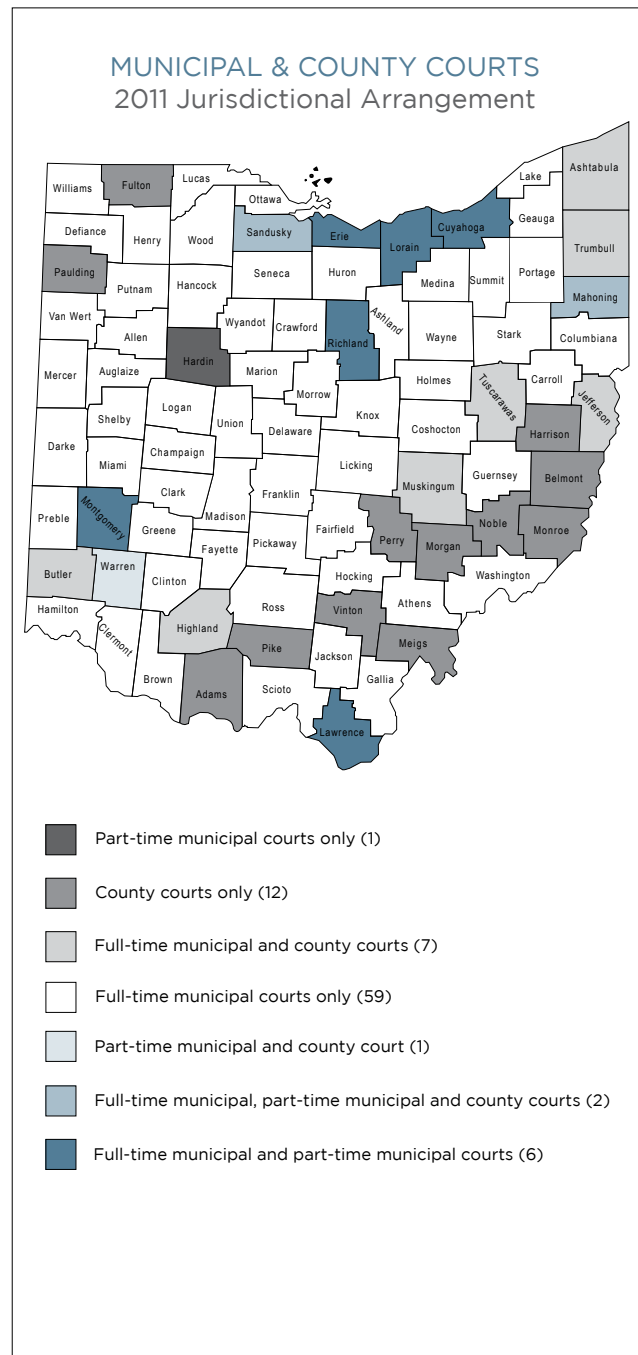 MUNICIPAL & COUNTY COURTS
2011 Jurisdictional Arrangement
Williams
Fulton
Lucas
Ottawa
Lake
Ashtabula
Geauga
Cuyahoga
Defiance
Henry
Wood
Sandusky
Erie
Lorain
Trumbull
Paulding
Putnam
Hancock
Seneca
Huron
Medina
Summit
Portage
Mahoning
Van Wert
Allen
Wyandot
Crawford
Richland
Ashland
Wayne
Stark
Columbiana
Mercer
Auglaize
Hardin
Marion
Morrow
Holmes
Tuscarawas
Carroll
Jefferson
Shelby
Logan
Union
Delaware
Knox
Coshocton
Harrison
Darke
Miami
Champaign
Licking
Muskingum
Guernsey
Belmont
Preble
Montgomery
Clark
Greene
Madison
Franklin
Fairfield
Perry
Morgan
Noble
Monroe
Butler
Warren
Clinton
Fayette
Pickaway
Hocking
Athens
Washington
Hamilton
Clermont
Highland
Ross
Vinton
Meigs
Brown
Adams
Pike
Scioto
Jackson
Gallia
Lawrence
Part-time municipal courts only (1)
County courts only (12)
Full-time municipal and county courts (7)
Full-time municipal courts only (59)
Part-time municipal and county court (1)
Full-time municipal, part-time municipal and county courts (2)
Full-time municipal and part-time municipal courts (6)